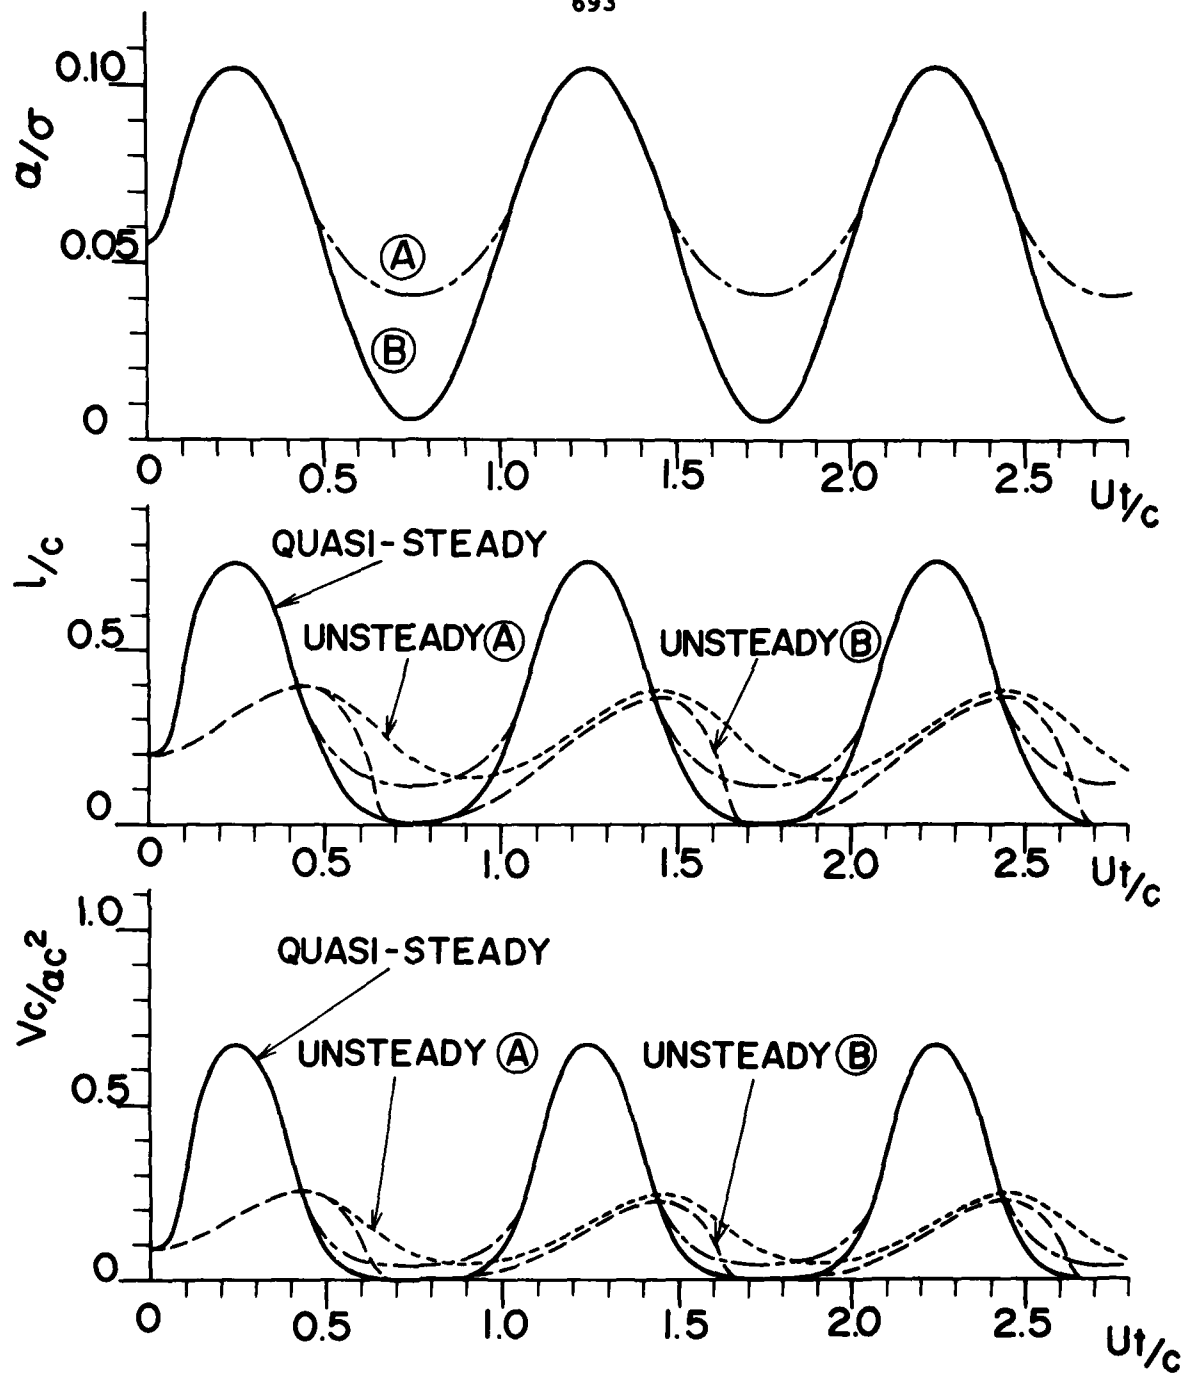 693
0.10
α/σ
0.05
Ⓐ
Ⓑ
0
0 0.5 1.0 1.5 2.0 2.5 Ut/c
l/c
QUASI-STEADY
0.5
UNSTEADY Ⓐ UNSTEADY Ⓑ
0
0 0.5 1.0 1.5 2.0 2.5 Ut/c
1.0
Vc/ac²
QUASI-STEADY
UNSTEADY Ⓐ UNSTEADY Ⓑ
0.5
0
0 0.5 1.0 1.5 2.0 2.5 Ut/c